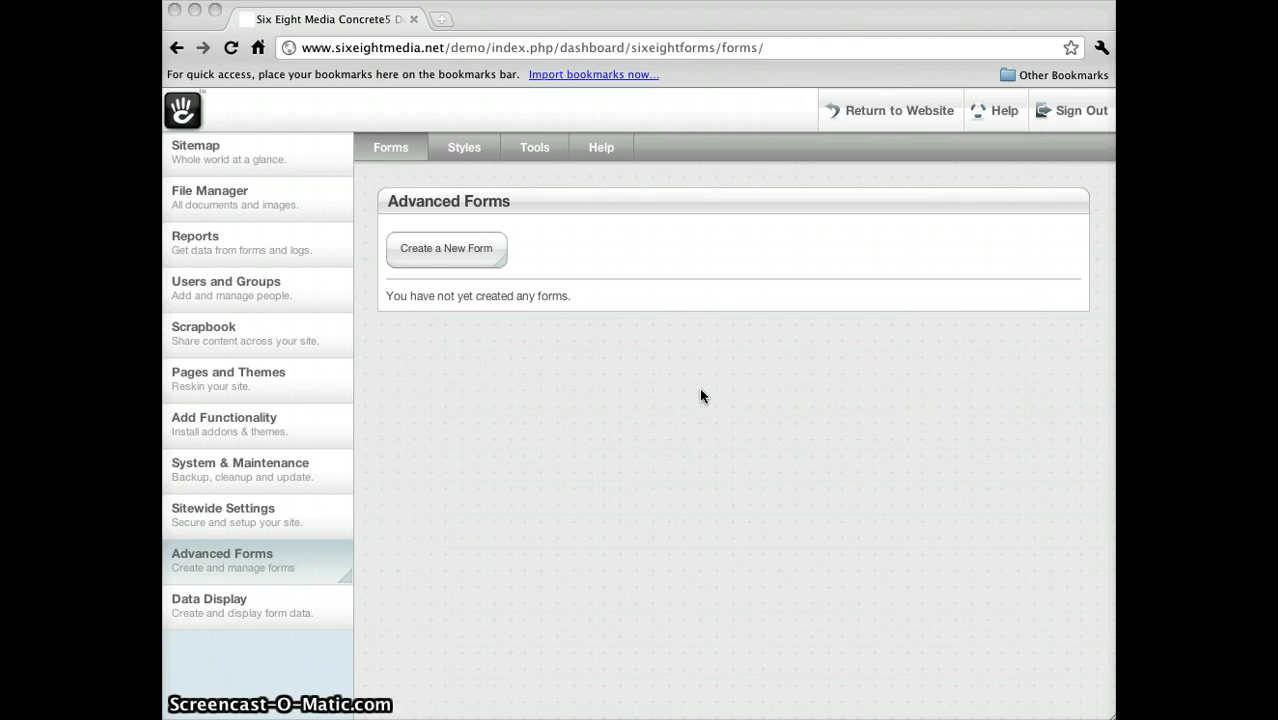 Six Eight Media Concrete5 D
www.sixeightmedia.net/demo/index.php/dashboard/sixeightforms/forms/
For quick access, place your bookmarks here on the bookmarks bar. Import bookmarks now...
Other Bookmarks
TM
Return to Website
Help
Sign Out
Sitemap
Whole world at a glance.
File Manager
All documents and images.
Reports
Get data from forms and logs.
Users and Groups
Add and manage people.
Scrapbook
Share content across your site.
Pages and Themes
Reskin your site.
Add Functionality
Install addons & themes.
System & Maintenance
Backup, cleanup and update.
Sitewide Settings
Secure and setup your site.
Advanced Forms
Create and manage forms
Data Display
Create and display form data.
Forms
Styles
Tools
Help
Advanced Forms
Create a New Form
You have not yet created any forms.
Screencast-O-Matic.com